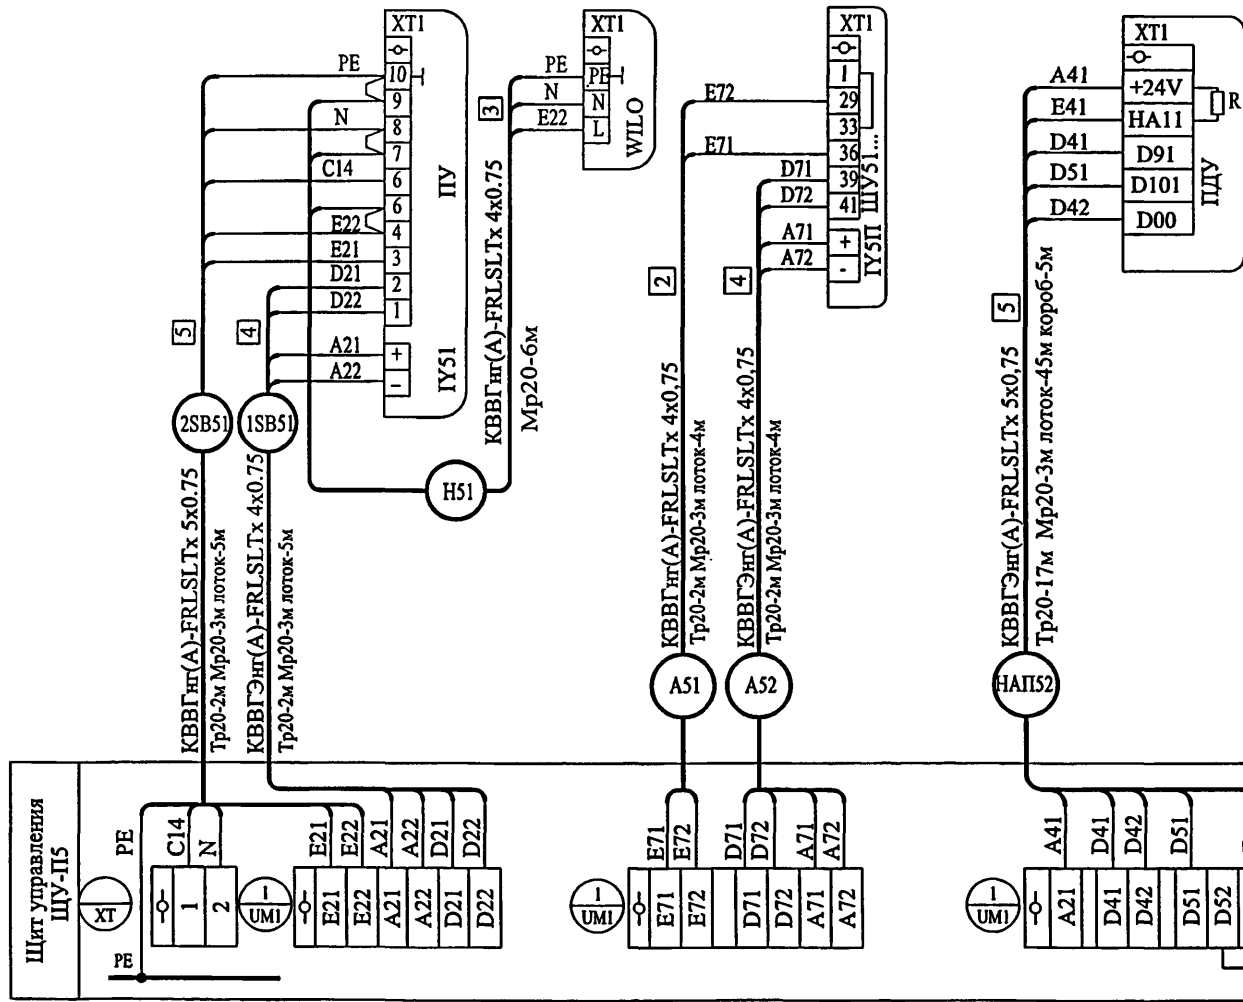 XT1
PE
10
9
N
8
7
C14
6
6
E22
4
E21
3
D21
2
D22
1
A21
+
A22
-
ПУ
IY51
5
4
2SB51
1SB51
КВВГнг(А)-FRLSLTx 5x0.75
Тр20-2м Мр20-3м лоток-5м
КВВГЭнг(А)-FRLSLTx 4x0.75
Тр20-2м Мр20-3м лоток-5м
XT1
PE
PE
N
N
E22
L
WILO
3
КВВГнг(А)-FRLSLTx 4x0.75
Мр20-6м
H51
XT1
1
E72
29
33
E71
36
D71
39
D72
41
A71
+
A72
-
ШУ51...
IY5П
2
4
КВВГнг(А)-FRLSLTx 4x0,75
Тр20-2м Мр20-3м лоток-4м
КВВГЭнг(А)-FRLSLTx 4x0,75
Тр20-2м Мр20-3м лоток-4м
A51
A52
XT1
A41
+24V
E41
HA11
D41
D91
D51
D101
D42
D00
R
ПДУ
5
КВВГЭнг(А)-FRLSLTx 5x0,75
Тр20-17м Мр20-3м лоток-45м короб-5м
НАП52
Щит управления
ЩУ-П5
PE
C14
N
E21
E22
A21
A22
D21
D22
XT
1
2
1
UM1
E21
E22
A21
A22
D21
D22
PE
E71
E72
D71
D72
A71
A72
1
UM1
E71
E72
D71
D72
A71
A72
A41
D41
D42
D51
1
UM1
A21
D41
D42
D51
D52